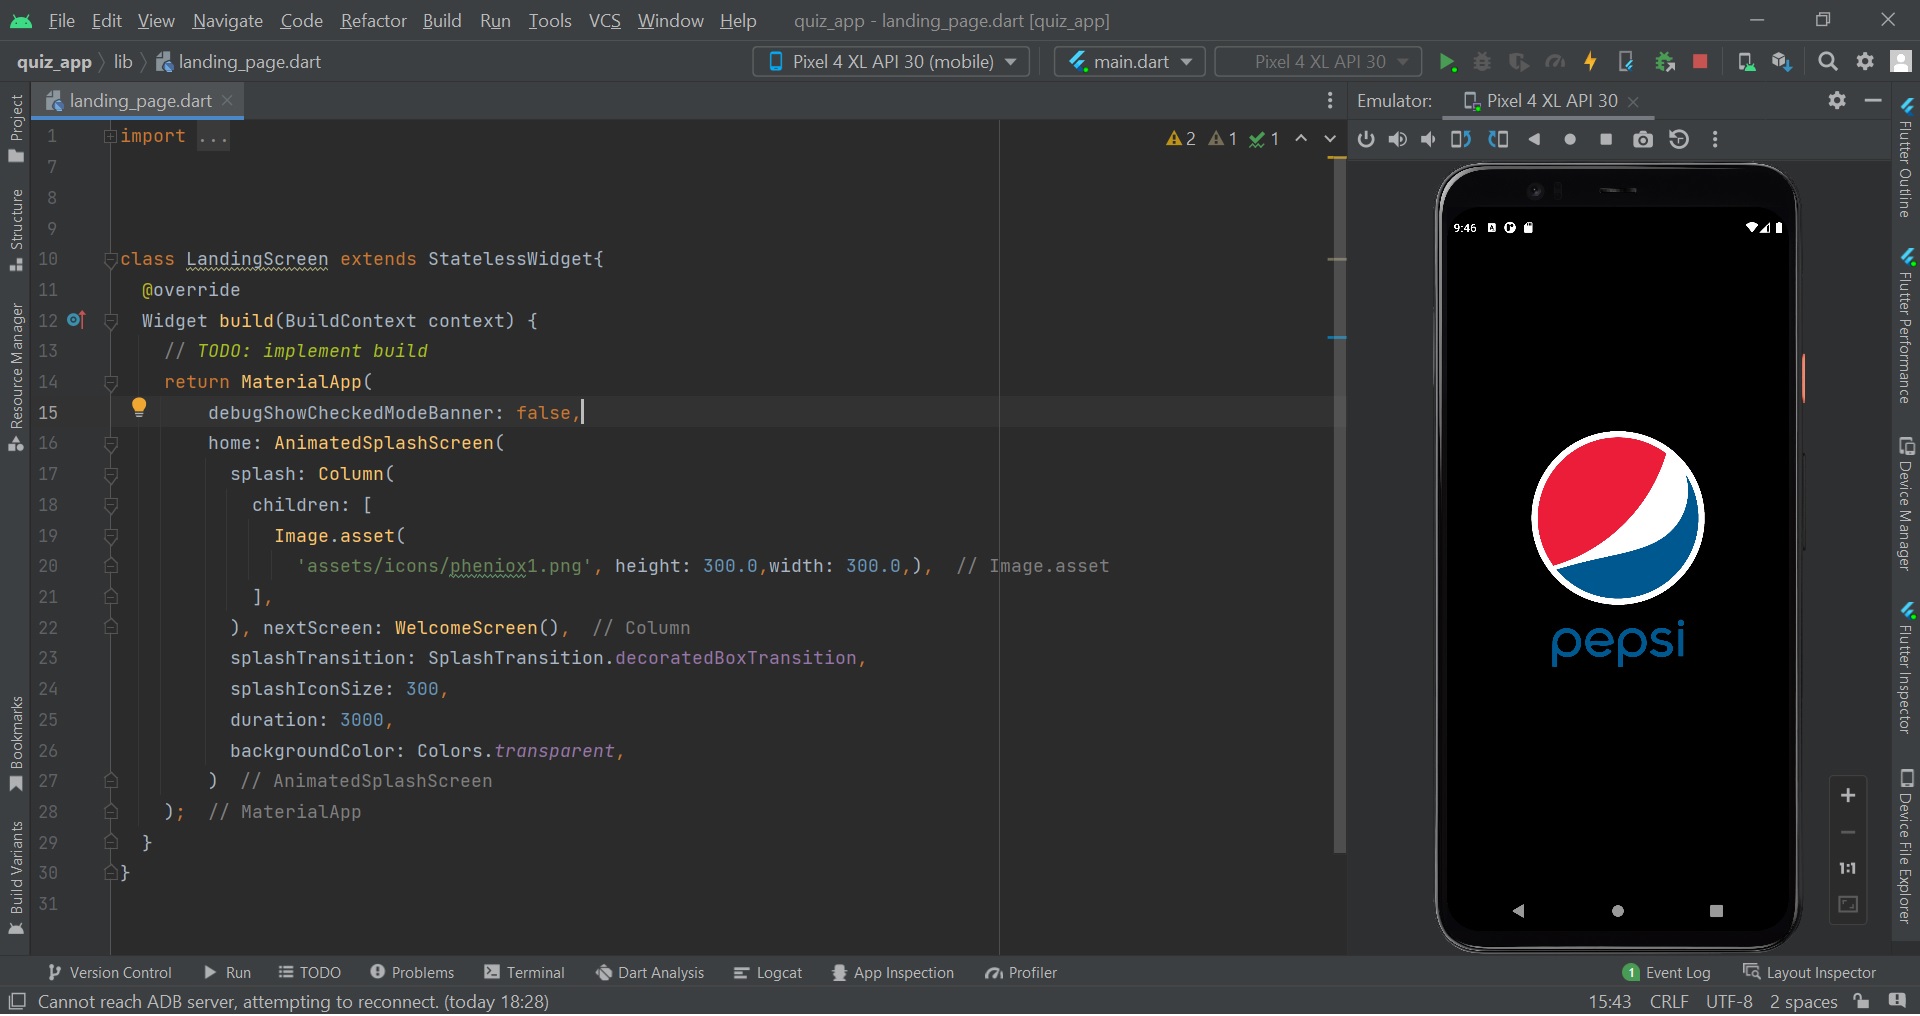 File Edit View Navigate Code Refactor Build Run Tools VCS Window Help quiz_app - landing_page.dart [quiz_app]
quiz_app lib landing_page.dart Pixel 4 XL API 30 (mobile) main.dart Pixel 4 XL API 30
landing_page.dart
Emulator: Pixel 4 XL API 30
2 1 1
1 import ...
7
8
9
10 class LandingScreen extends StatelessWidget{
11 @override
12 Widget build(BuildContext context) {
13 // TODO: implement build
14 return MaterialApp(
15 debugShowCheckedModeBanner: false,
16 home: AnimatedSplashScreen(
17 splash: Column(
18 children: [
19 Image.asset(
20 'assets/icons/pheniox1.png', height: 300.0,width: 300.0,), // Image.asset
21 ],
22 ), nextScreen: WelcomeScreen(), // Column
23 splashTransition: SplashTransition.decoratedBoxTransition,
24 splashIconSize: 300,
25 duration: 3000,
26 backgroundColor: Colors.transparent,
27 ) // AnimatedSplashScreen
28 ); // MaterialApp
29 }
30 }
31
Project
Structure
Resource Manager
Bookmarks
Build Variants
9:46
pepsi
1:1
Flutter Outline
Flutter Performance
Device Manager
Flutter Inspector
Device File Explorer
Version Control Run TODO Problems Terminal Dart Analysis Logcat App Inspection Profiler 1 Event Log Layout Inspector
Cannot reach ADB server, attempting to reconnect. (today 18:28) 15:43 CRLF UTF-8 2 spaces